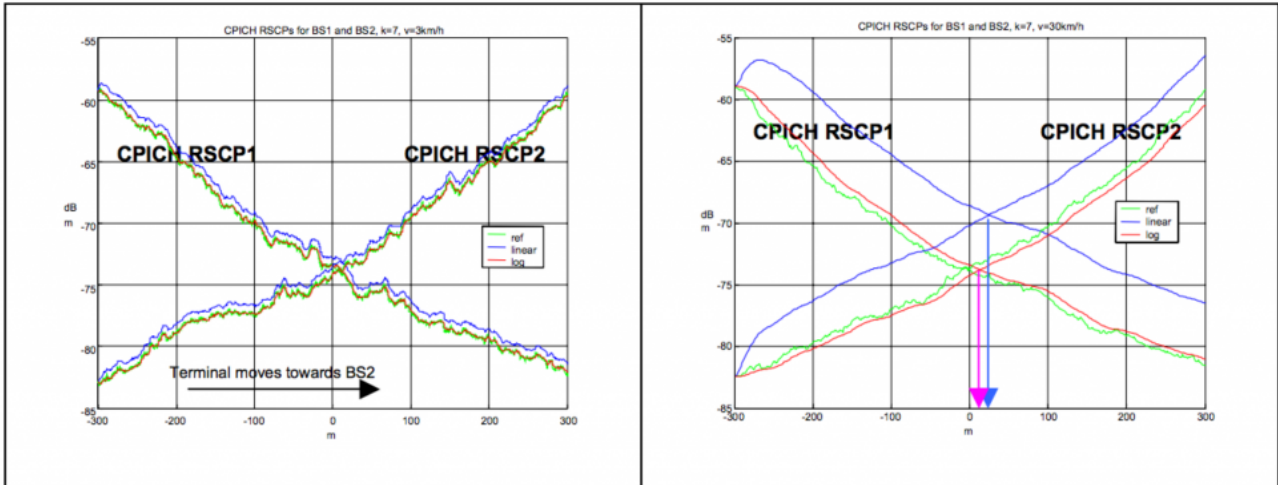 CPICH RSCPs for BS1 and BS2, k=7, v=3km/h
-55
-60
CPICH RSCP1
CPICH RSCP2
-65
dB
m
-70
ref
linear
log
-75
-80
Terminal moves towards BS2
-85
-300
-200
-100
0
100
200
300
m
CPICH RSCPs for BS1 and BS2, k=7, v=30km/h
-55
-60
CPICH RSCP1
CPICH RSCP2
-65
dB
m
-70
ref
linear
log
-75
-80
-85
-300
-200
-100
0
100
200
300
m